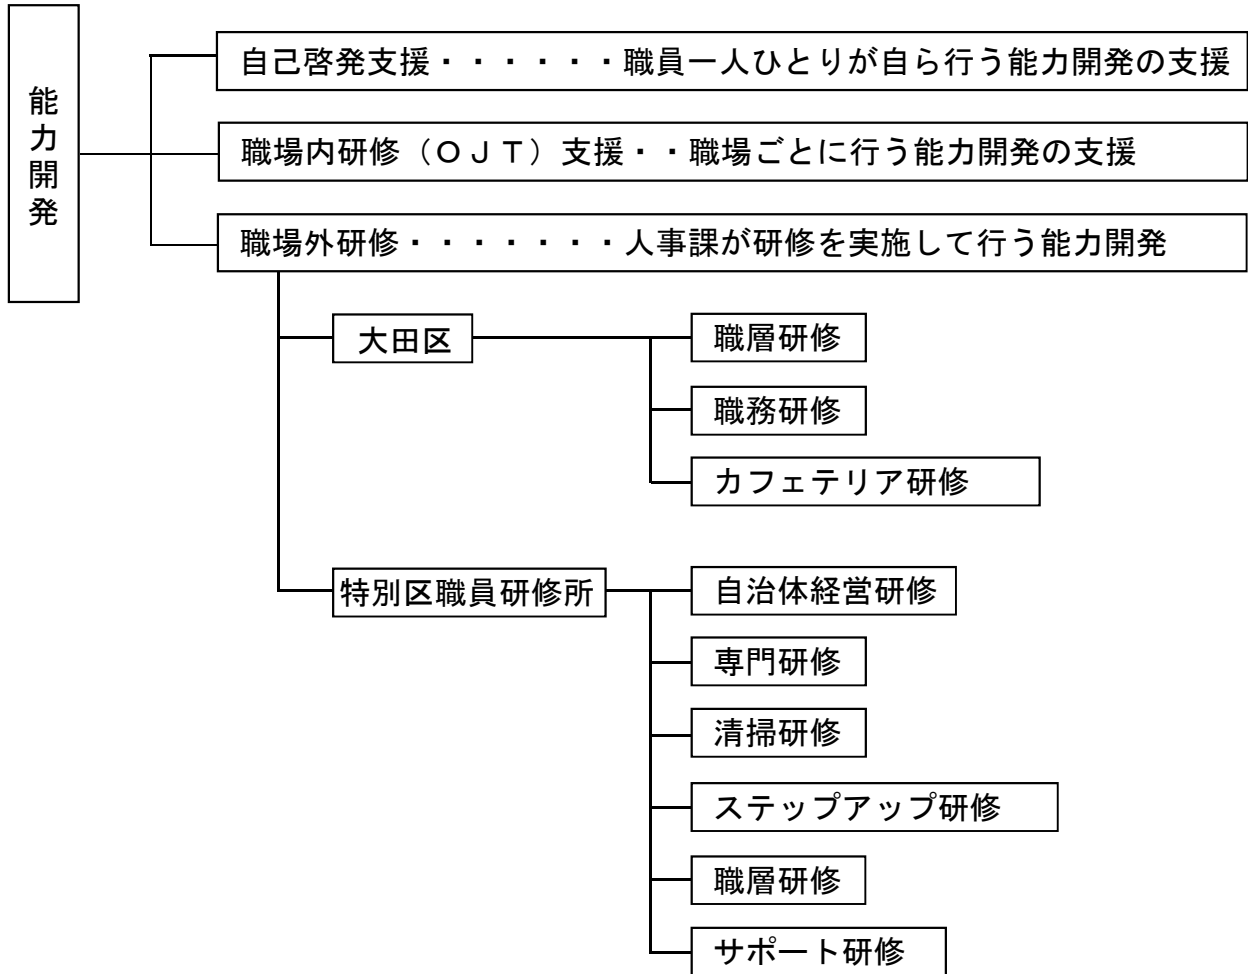 能力開発
自己啓発支援・・・・・・職員一人ひとりが自ら行う能力開発の支援
職場内研修（ＯＪＴ）支援・・職場ごとに行う能力開発の支援
職場外研修・・・・・・・人事課が研修を実施して行う能力開発
大田区
職層研修
職務研修
カフェテリア研修
特別区職員研修所
自治体経営研修
専門研修
清掃研修
ステップアップ研修
職層研修
サポート研修